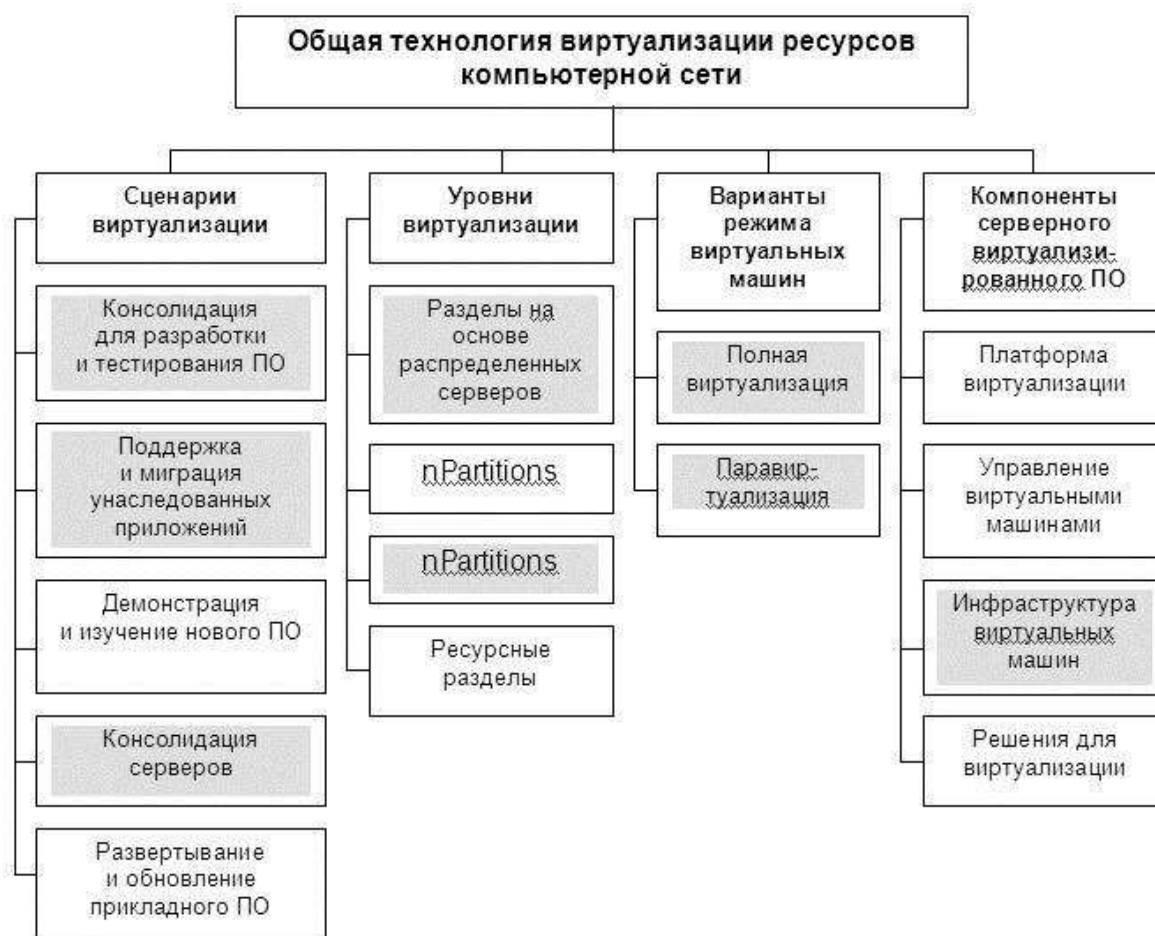 Общая технология виртуализации ресурсов
компьютерной сети
Сценарии
виртуализации
Консолидация
для разработки
и тестирования ПО
Поддержка
и миграция
унаследованных
приложений
Демонстрация
и изучение нового ПО
Консолидация
серверов
Развертывание
и обновление
прикладного ПО
Уровни
виртуализации
Разделы на
основе
распределенных
серверов
nPartitions
nPartitions
Ресурсные
разделы
Варианты
режима
виртуальных
машин
Полная
виртуализация
Паравир-
туализация
Компоненты
серверного
виртуализи-
рованного ПО
Платформа
виртуализации
Управление
виртуальными
машинами
Инфраструктура
виртуальных
машин
Решения для
виртуализации